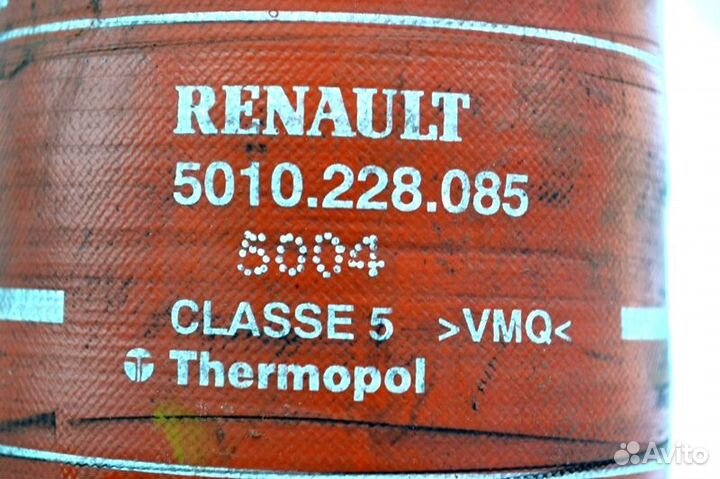 RENAULT
5010.228.085
5004
CLASSE 5 >VMQ<
Thermopol
Avito